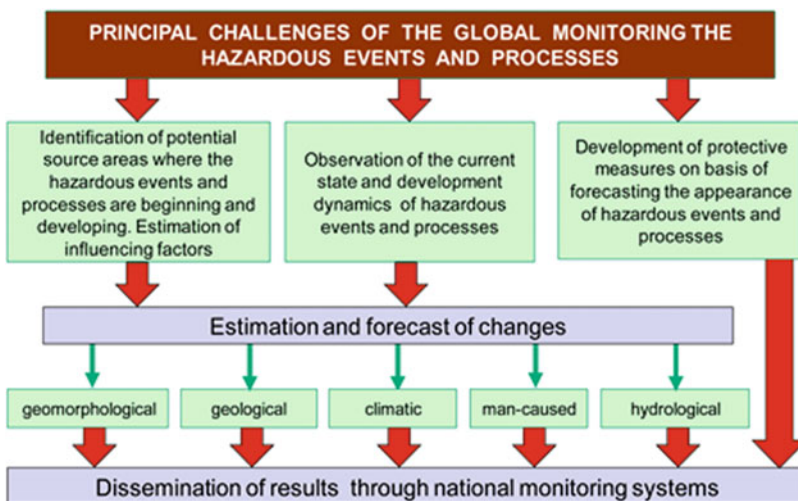 PRINCIPAL CHALLENGES OF THE GLOBAL MONITORING THE
HAZARDOUS EVENTS AND PROCESSES
Identification of potential
source areas where the
hazardous events and
processes are beginning and
developing. Estimation of
influencing factors
Observation of the current
state and development
dynamics of hazardous
events and processes
Development of protective
measures on basis of
forecasting the appearance
of hazardous events and
processes
Estimation and forecast of changes
geomorphological
geological
climatic
man-caused
hydrological
Dissemination of results through national monitoring systems